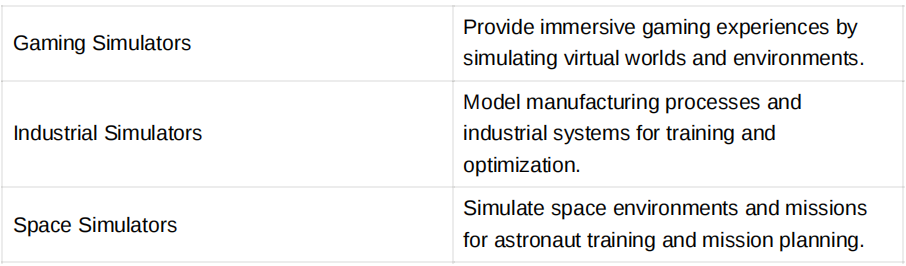 Gaming Simulators
Provide immersive gaming experiences by
simulating virtual worlds and environments.
Industrial Simulators
Model manufacturing processes and
industrial systems for training and
optimization.
Space Simulators
Simulate space environments and missions
for astronaut training and mission planning.